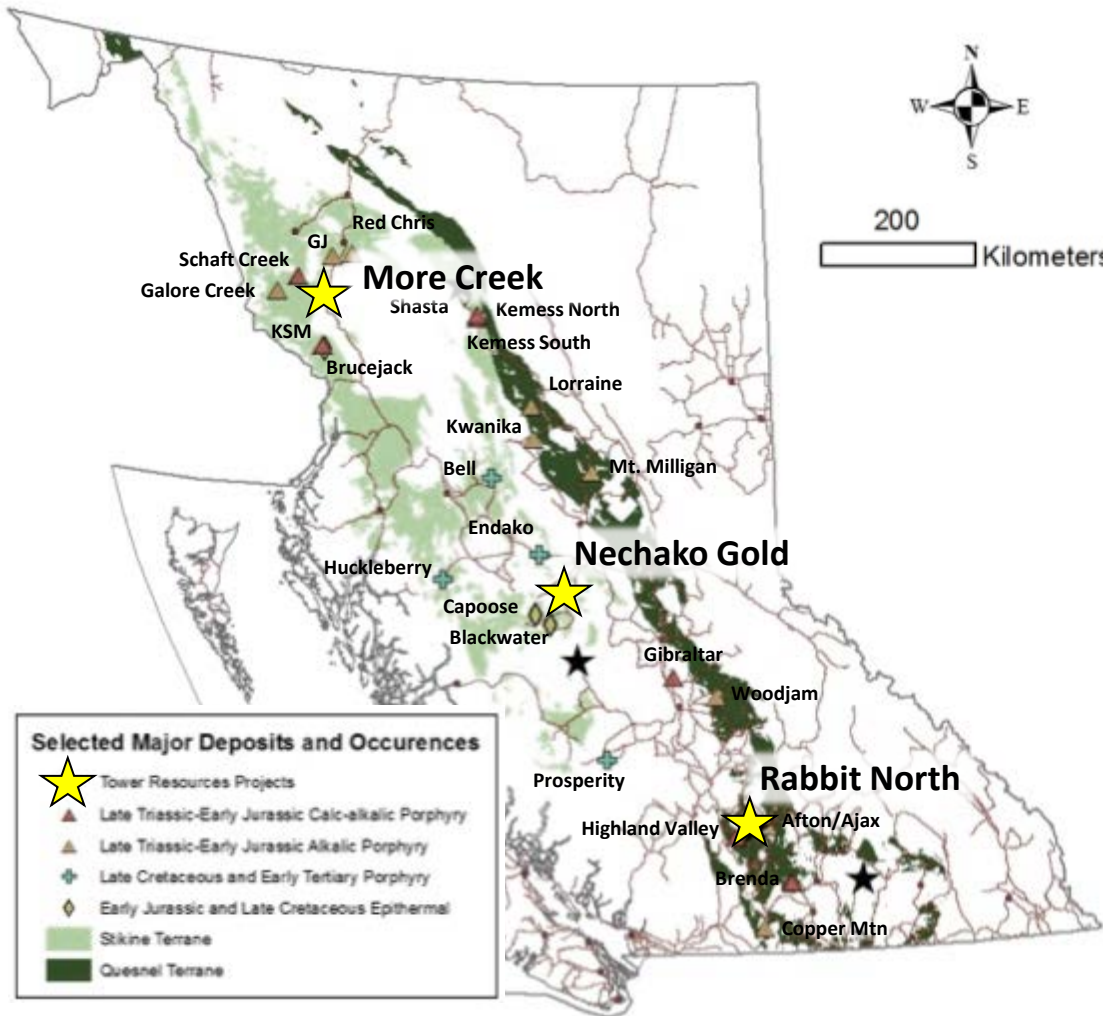 N
W
E
S
200
Kilometers
Red Chris
GJ
Schaft Creek
More Creek
Galore Creek
Shasta
Kemess North
KSM
Kemess South
Brucejack
Lorraine
Kwanika
Bell
Mt. Milligan
Endako
Nechako Gold
Huckleberry
Capoose
Blackwater
Gibraltar
Woodjam
Prosperity
Rabbit North
Highland Valley
Afton/Ajax
Brenda
Copper Mtn
Selected Major Deposits and Occurences
Tower Resources Projects
Late Triassic-Early Jurassic Calc-alkalic Porphyry
Late Triassic-Early Jurassic Alkalic Porphyry
Late Cretaceous and Early Tertiary Porphyry
Early Jurassic and Late Cretaceous Epithermal
Stikine Terrane
Quesnel Terrane